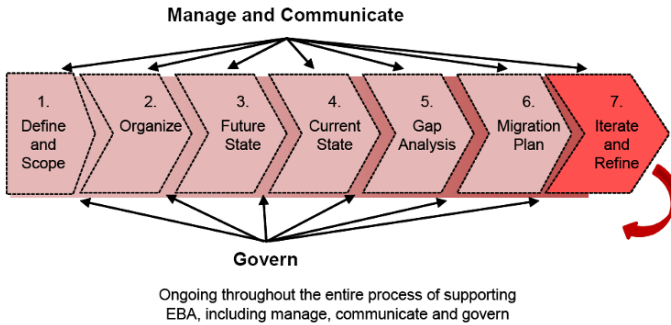 Manage and Communicate
1.
Define
and
Scope
2.
Organize
3.
Future
State
4.
Current
State
5.
Gap
Analysis
6.
Migration
Plan
7.
Iterate
and
Refine
Govern
Ongoing throughout the entire process of supporting
EBA, including manage, communicate and govern